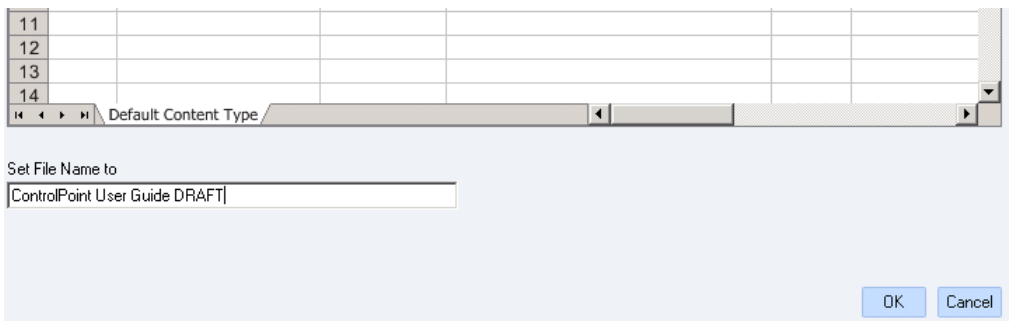 11
12
13
14
Default Content Type
Set File Name to
ControlPoint User Guide DRAFT
OK Cancel